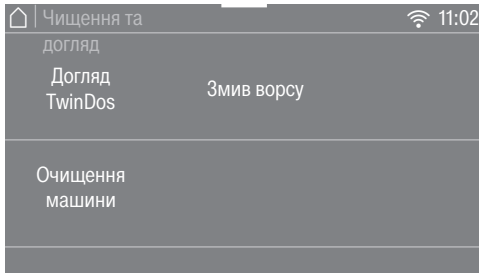 Чищення та
догляд
11:02
Догляд
TwinDos
Змив ворсу
Очищення
машини